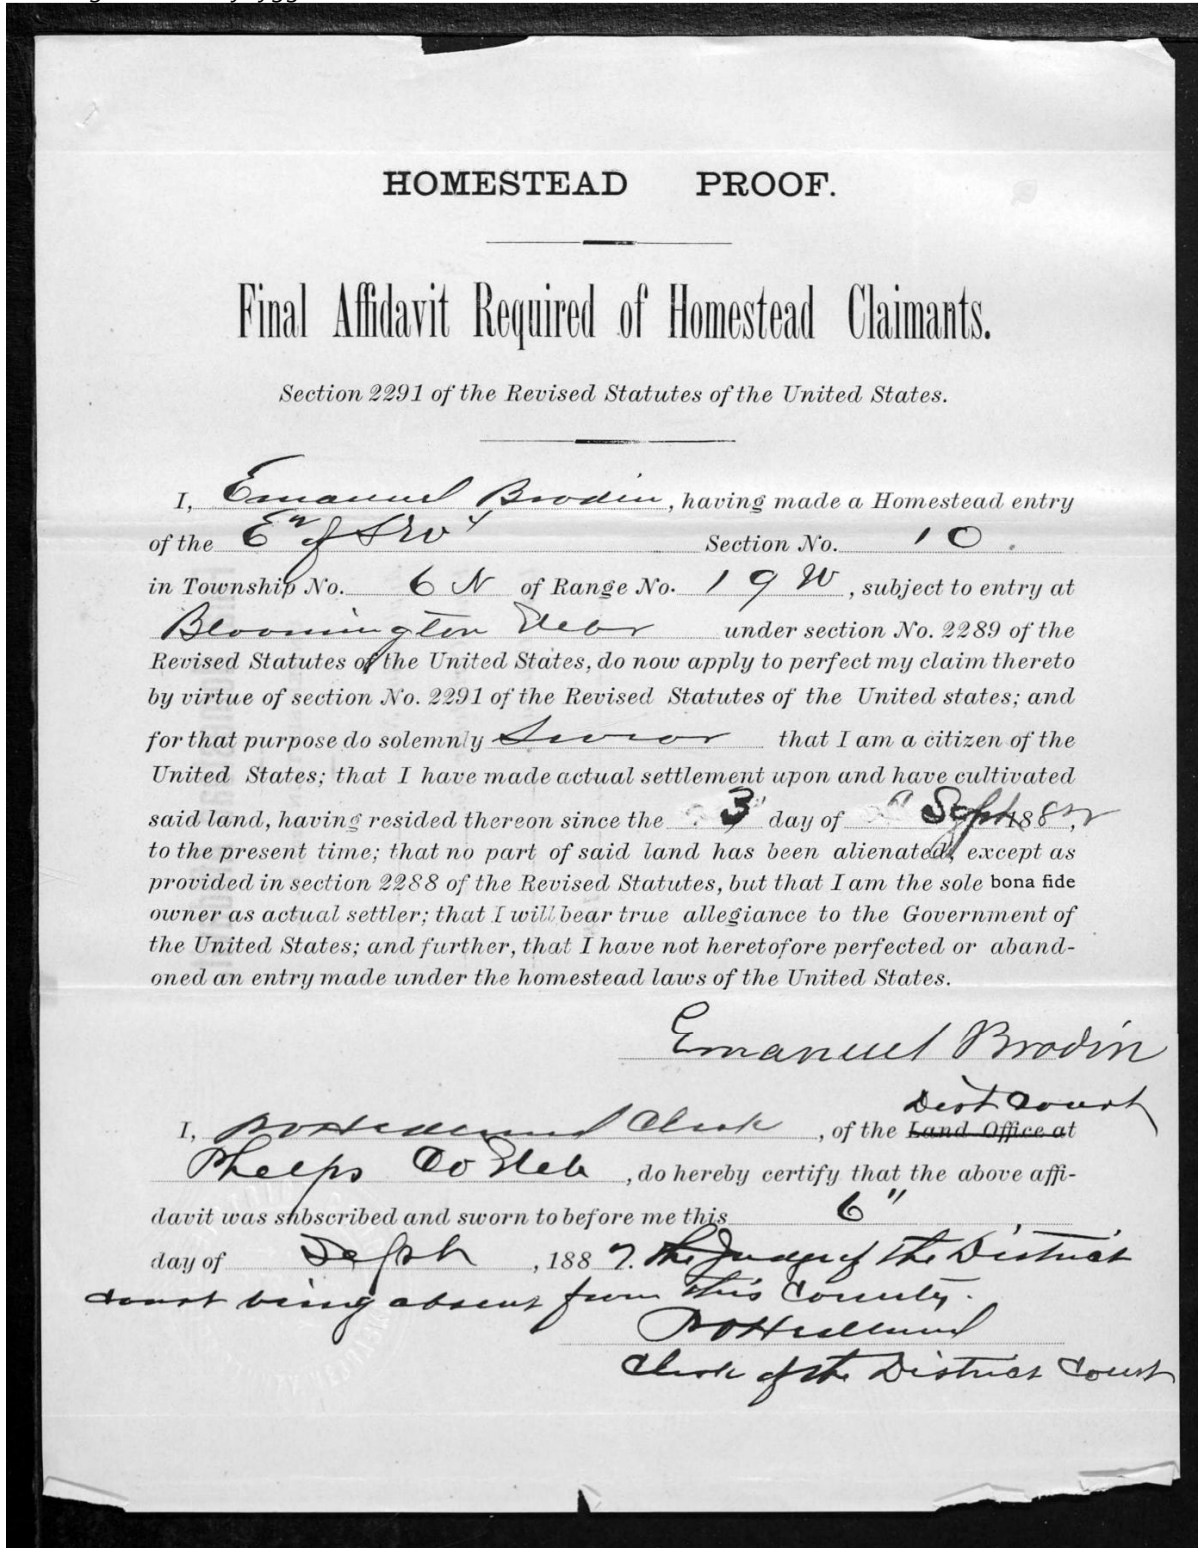 HOMESTEAD PROOF.
Final Affidavit Required of Homestead Claimants.
Section 2291 of the Revised Statutes of the United States.
I, Emanuel Brodin, having made a Homestead entry
of the E" of SW 4 Section No. 10.
in Township No. 6 N of Range No. 19 W, subject to entry at
Bloomington Nebr under section No. 2289 of the
Revised Statutes of the United States, do now apply to perfect my claim thereto
by virtue of section No. 2291 of the Revised Statutes of the United states; and
for that purpose do solemnly Swear that I am a citizen of the
United States; that I have made actual settlement upon and have cultivated
said land, having resided thereon since the 3" day of Sept 1882,
to the present time; that no part of said land has been alienated, except as
provided in section 2288 of the Revised Statutes, but that I am the sole bona fide
owner as actual settler; that I will bear true allegiance to the Government of
the United States; and further, that I have not heretofore perfected or aband-
oned an entry made under the homestead laws of the United States.
Emanuel Brodin
Dist Court
I, Hedlund Clerk, of the Land Office at
Phelps Co Neb, do hereby certify that the above affi-
davit was subscribed and sworn to before me this 6"
day of Sept, 1887. the Judge of the District
Court being absent from this County.
Hedlund
Clerk of the District Court